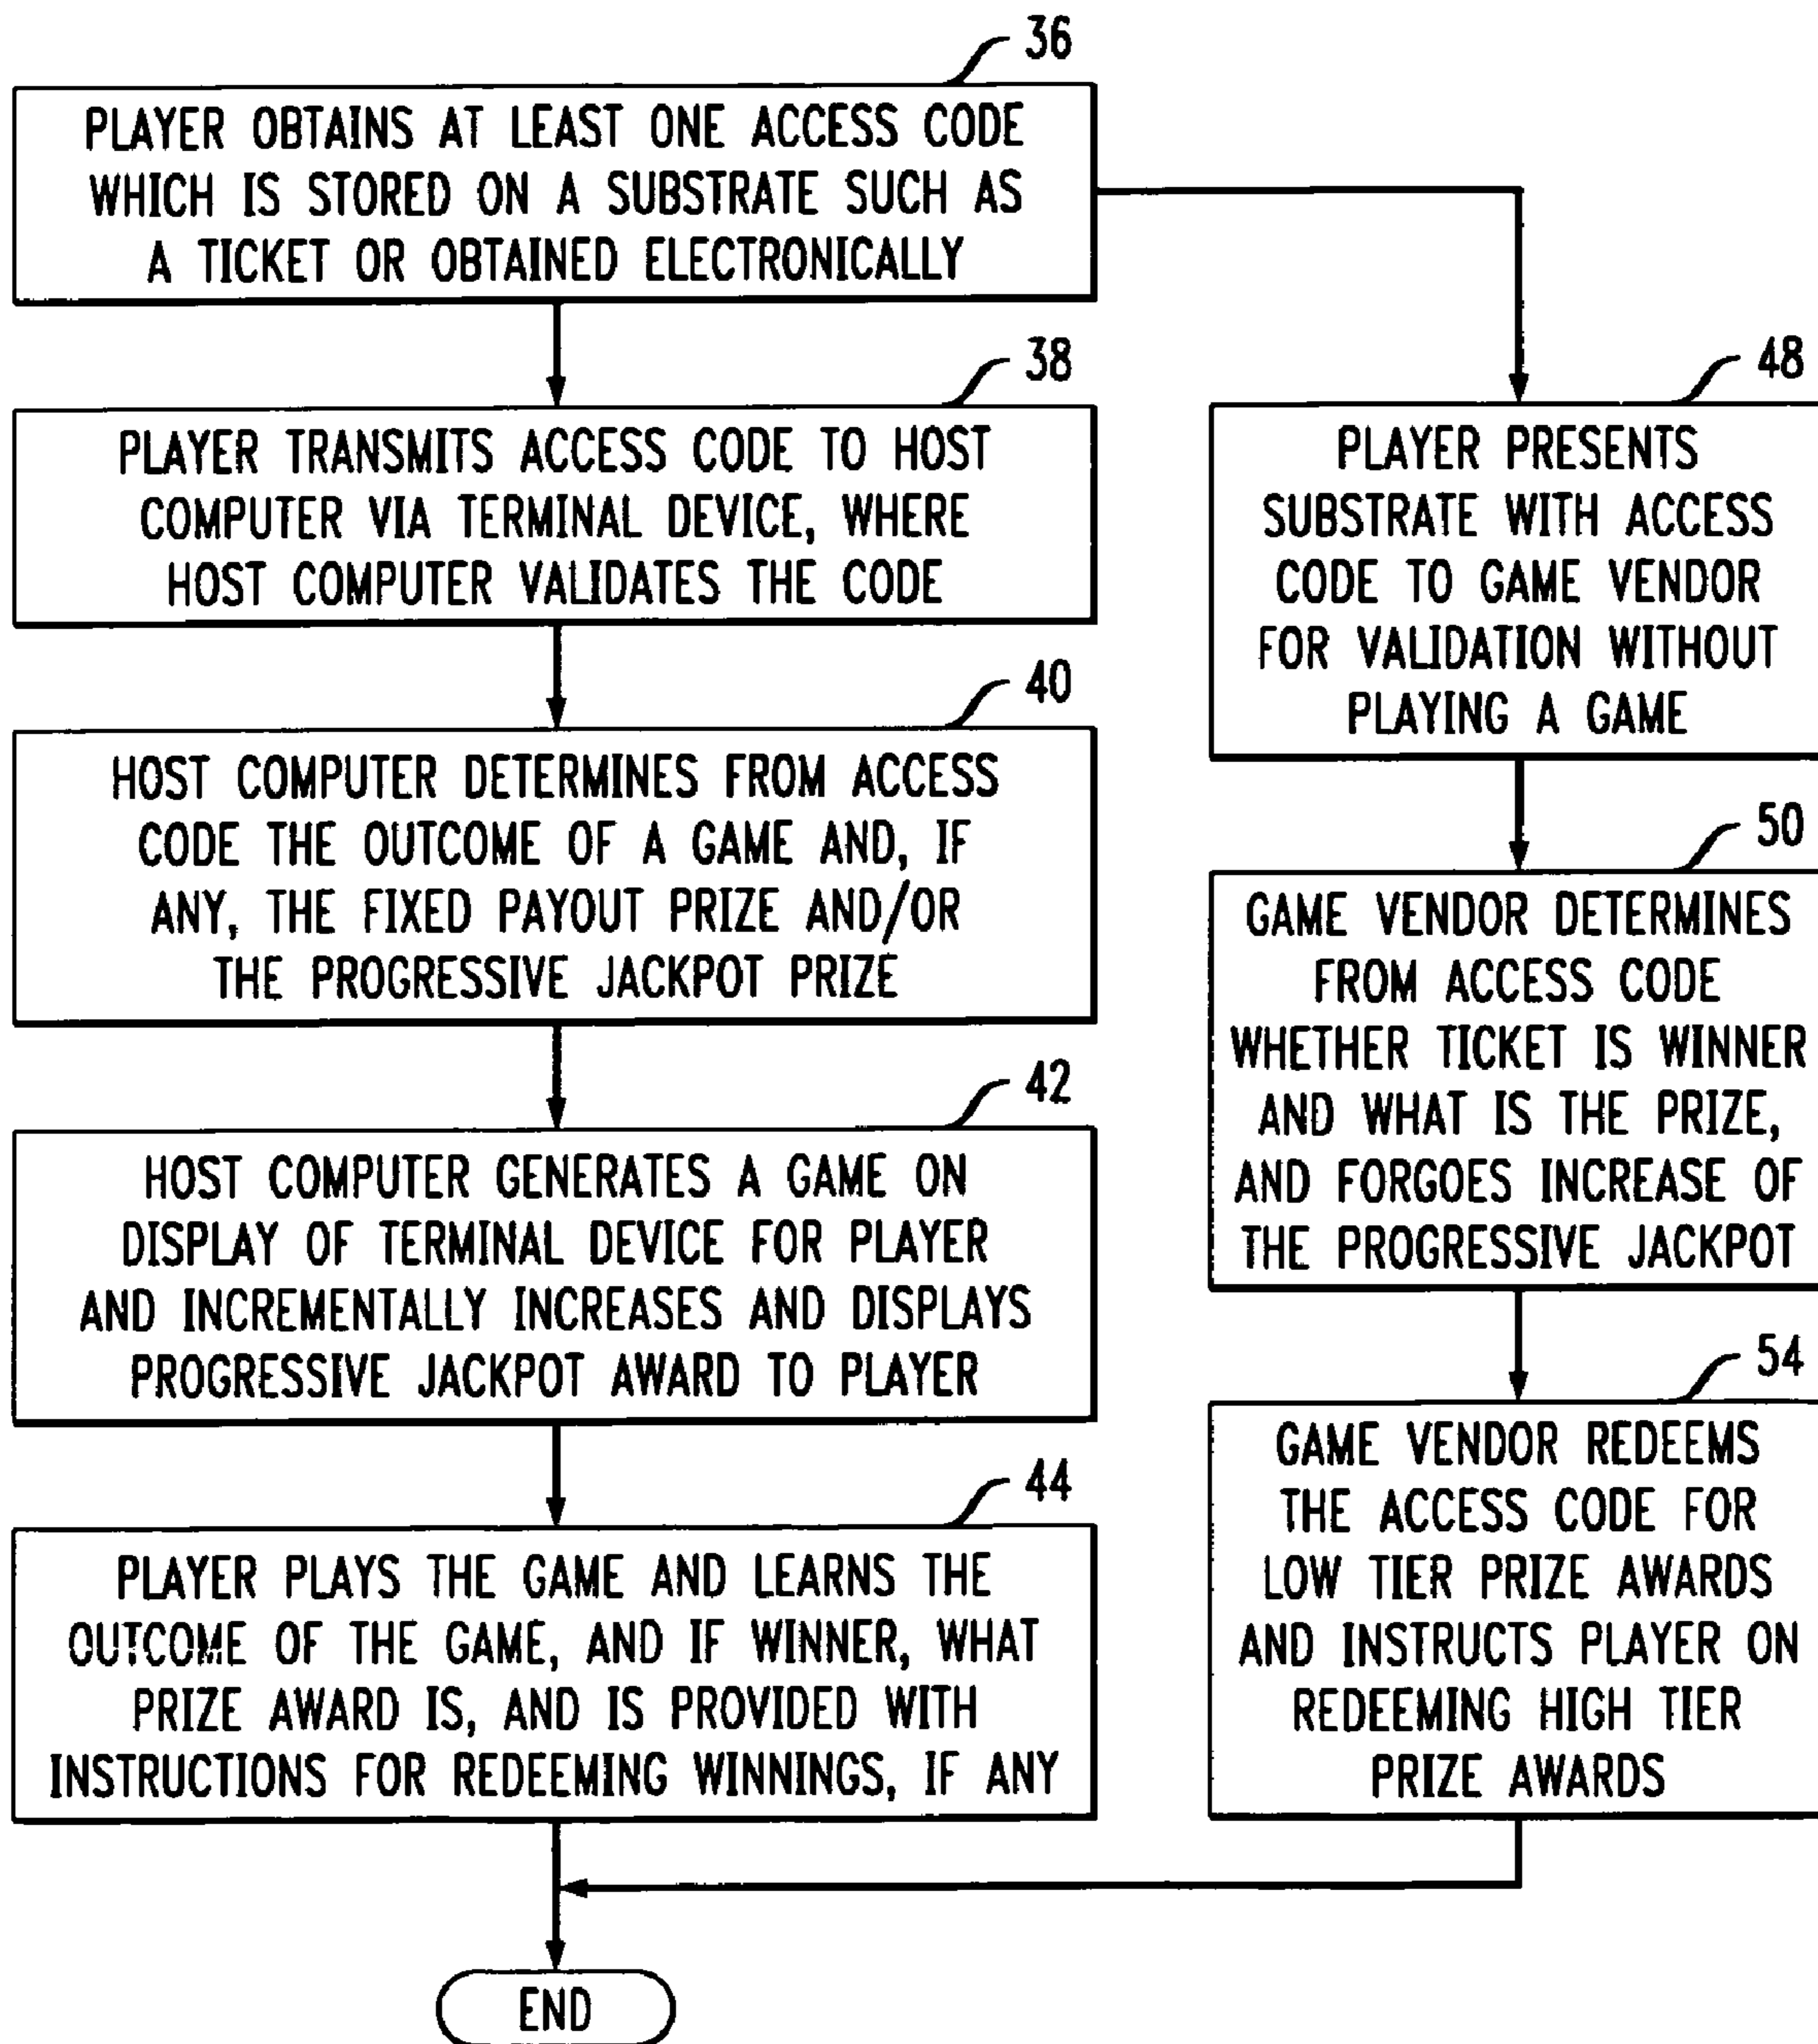 36
PLAYER OBTAINS AT LEAST ONE ACCESS CODE
WHICH IS STORED ON A SUBSTRATE SUCH AS
A TICKET OR OBTAINED ELECTRONICALLY
38
PLAYER TRANSMITS ACCESS CODE TO HOST
COMPUTER VIA TERMINAL DEVICE, WHERE
HOST COMPUTER VALIDATES THE CODE
40
HOST COMPUTER DETERMINES FROM ACCESS
CODE THE OUTCOME OF A GAME AND, IF
ANY, THE FIXED PAYOUT PRIZE AND/OR
THE PROGRESSIVE JACKPOT PRIZE
42
HOST COMPUTER GENERATES A GAME ON
DISPLAY OF TERMINAL DEVICE FOR PLAYER
AND INCREMENTALLY INCREASES AND DISPLAYS
PROGRESSIVE JACKPOT AWARD TO PLAYER
44
PLAYER PLAYS THE GAME AND LEARNS THE
OUTCOME OF THE GAME, AND IF WINNER, WHAT
PRIZE AWARD IS, AND IS PROVIDED WITH
INSTRUCTIONS FOR REDEEMING WINNINGS, IF ANY
48
PLAYER PRESENTS
SUBSTRATE WITH ACCESS
CODE TO GAME VENDOR
FOR VALIDATION WITHOUT
PLAYING A GAME
50
GAME VENDOR DETERMINES
FROM ACCESS CODE
WHETHER TICKET IS WINNER
AND WHAT IS THE PRIZE,
AND FORGOES INCREASE OF
THE PROGRESSIVE JACKPOT
54
GAME VENDOR REDEEMS
THE ACCESS CODE FOR
LOW TIER PRIZE AWARDS
AND INSTRUCTS PLAYER ON
REDEEMING HIGH TIER
PRIZE AWARDS
END